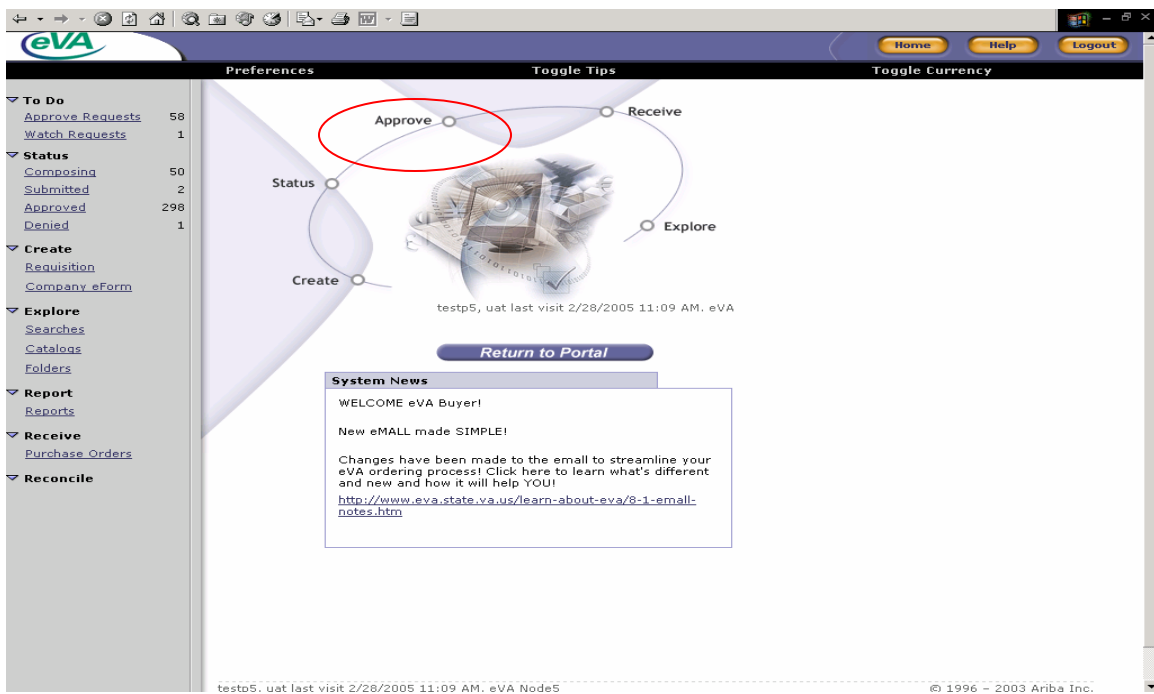 eVA
Home Help Logout
Preferences Toggle Tips Toggle Currency
To Do
Approve Requests 58
Watch Requests 1
Status
Composing 50
Submitted 2
Approved 298
Denied 1
Create
Requisition
Company eForm
Explore
Searches
Catalogs
Folders
Report
Reports
Receive
Purchase Orders
Reconcile
Approve
Receive
Status
Explore
Create
testp5, uat last visit 2/28/2005 11:09 AM. eVA
Return to Portal
System News
WELCOME eVA Buyer!
New eMALL made SIMPLE!
Changes have been made to the emall to streamline your
eVA ordering process! Click here to learn what's different
and new and how it will help YOU!
http://www.eva.state.va.us/learn-about-eva/8-1-emall-
notes.htm
testp5, uat last visit 2/28/2005 11:09 AM. eVA Node5
© 1996 - 2003 Ariba Inc.